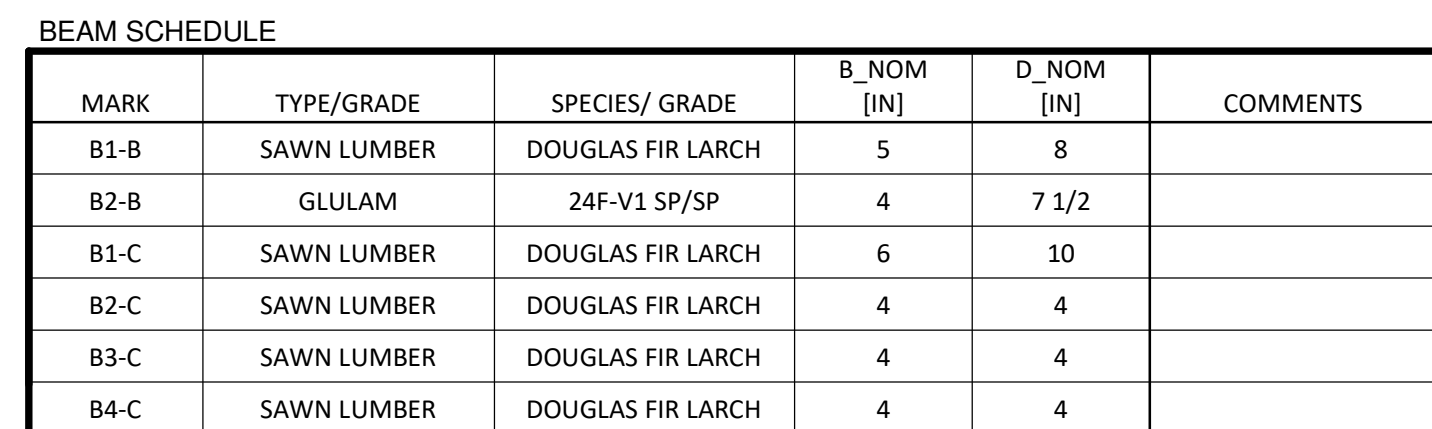 BEAM SCHEDULE
MARK TYPE/GRADE SPECIES/ GRADE B_NOM [IN] D_NOM [IN] COMMENTS
B1-B SAWN LUMBER DOUGLAS FIR LARCH 5 8
B2-B GLULAM 24F-V1 SP/SP 4 7 1/2
B1-C SAWN LUMBER DOUGLAS FIR LARCH 6 10
B2-C SAWN LUMBER DOUGLAS FIR LARCH 4 4
B3-C SAWN LUMBER DOUGLAS FIR LARCH 4 4
B4-C SAWN LUMBER DOUGLAS FIR LARCH 4 4